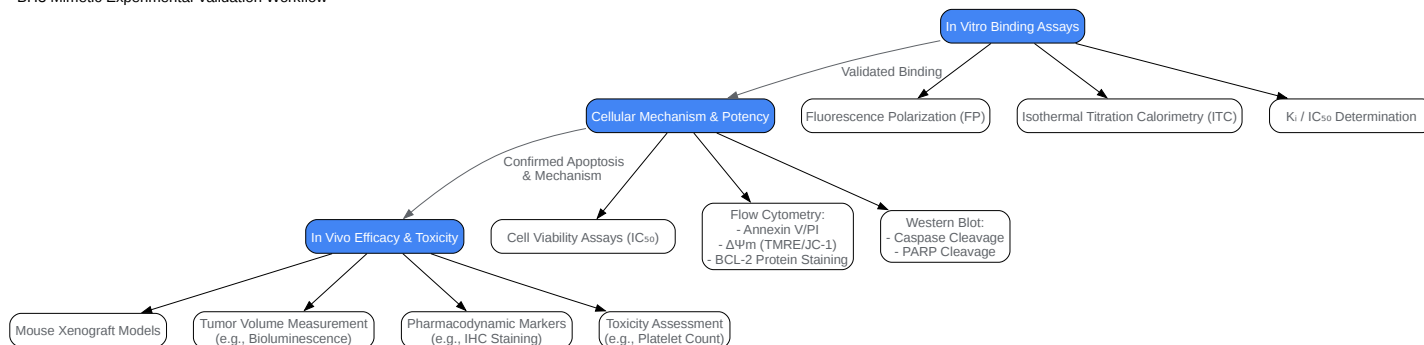 BH3 Mimetic Experimental Validation Workflow
In Vitro Binding Assays
Validated Binding
Cellular Mechanism & Potency
Fluorescence Polarization (FP)
Isothermal Titration Calorimetry (ITC)
Kᵢ / IC₅₀ Determination
Confirmed Apoptosis
& Mechanism
In Vivo Efficacy & Toxicity
Cell Viability Assays (IC₅₀)
Flow Cytometry:
- Annexin V/PI
- ΔΨm (TMRE/JC-1)
- BCL-2 Protein Staining
Western Blot:
- Caspase Cleavage
- PARP Cleavage
Mouse Xenograft Models
Tumor Volume Measurement
(e.g., Bioluminescence)
Pharmacodynamic Markers
(e.g., IHC Staining)
Toxicity Assessment
(e.g., Platelet Count)